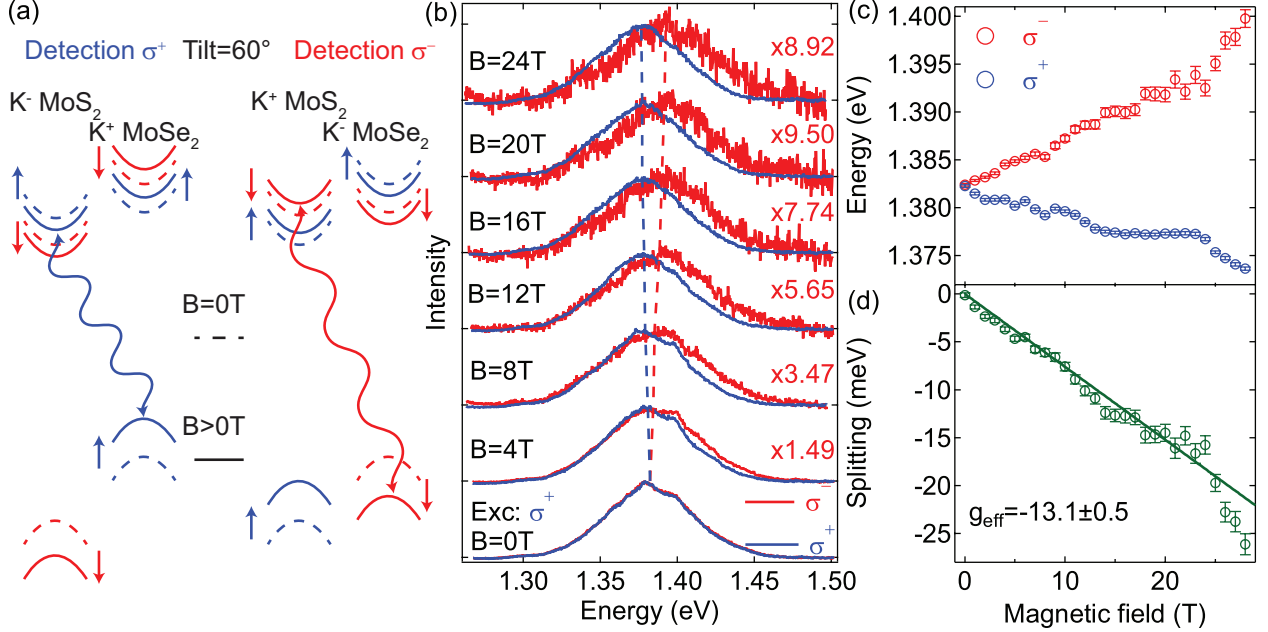 (a)
Detection σ⁺ Tilt=60° Detection σ⁻
K⁻ MoS₂
K⁺ MoSe₂
K⁺ MoS₂
K⁻ MoSe₂
B=0T
B>0T
(b)
B=24T x8.92
B=20T x9.50
B=16T x7.74
B=12T x5.65
B=8T x3.47
B=4T x1.49
Exc: σ⁺ σ⁻
B=0T σ⁺
Intensity
1.30 1.35 1.40 1.45 1.50
Energy (eV)
(c)
σ⁻
σ⁺
1.400
1.395
1.390
1.385
1.380
1.375
Energy (eV)
(d)
0
-5
-10
-15
-20
-25
Splitting (meV)
g_eff=-13.1±0.5
0 10 20
Magnetic field (T)